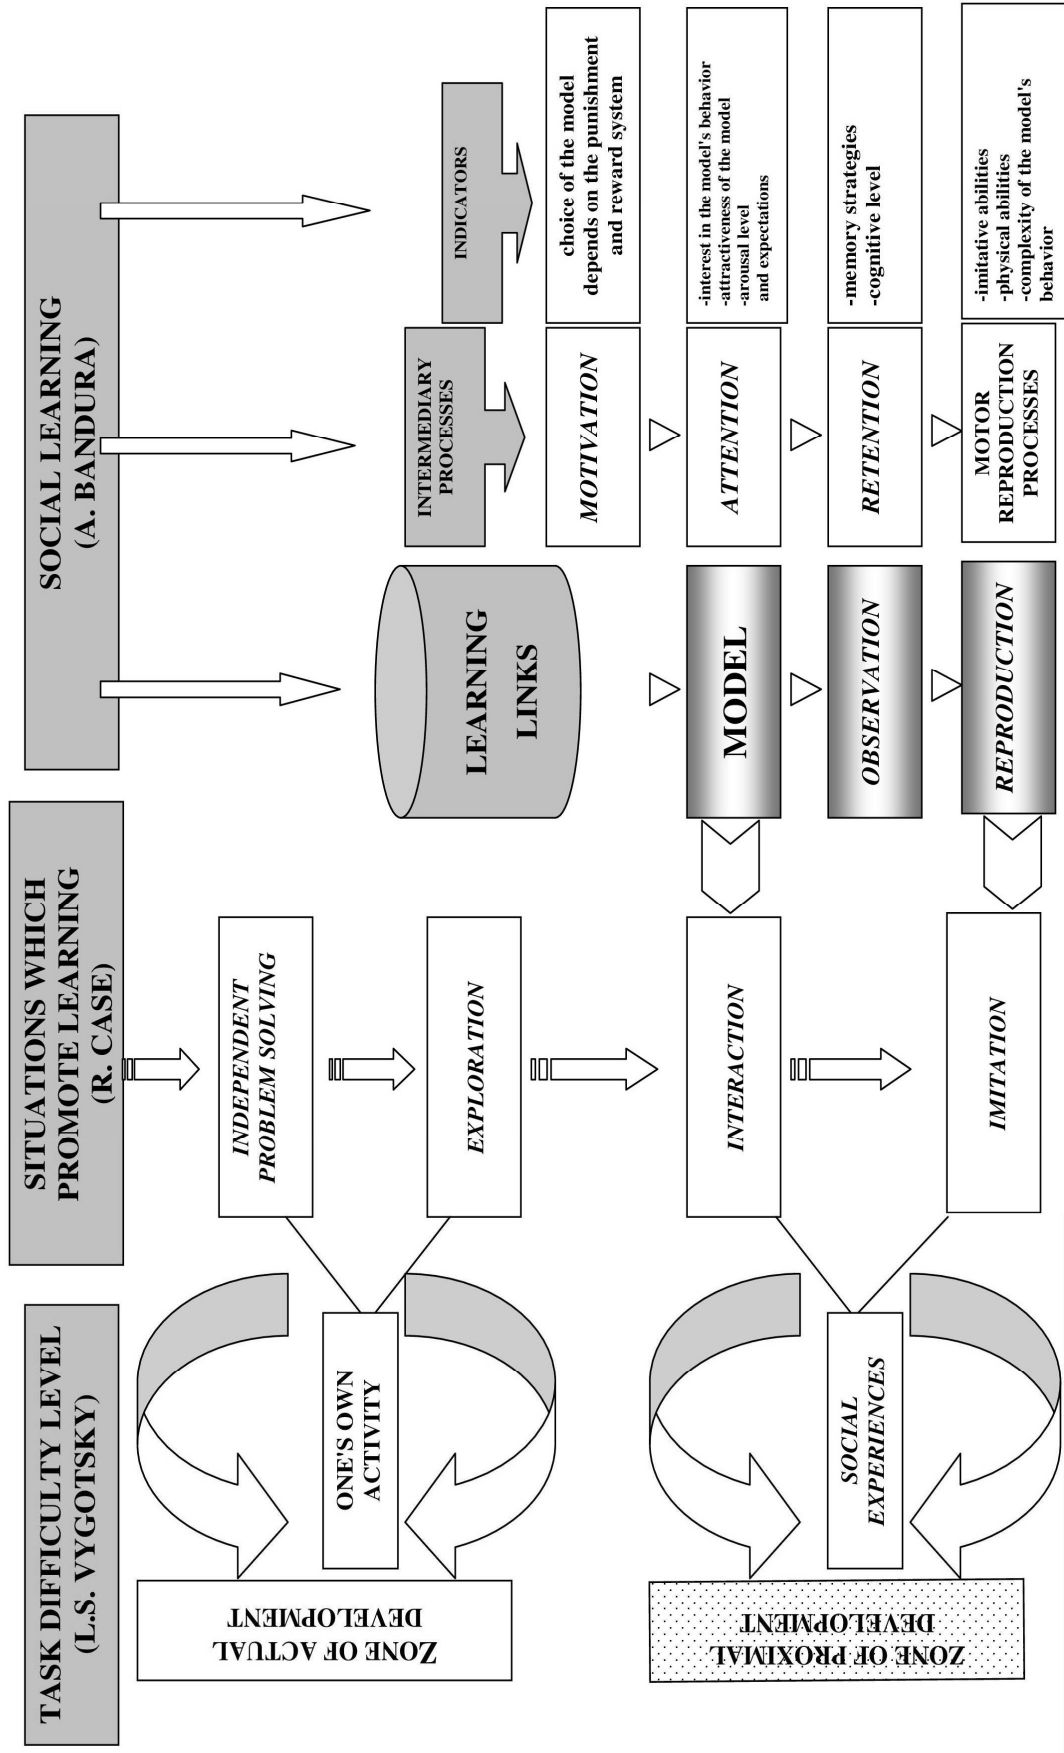 TASK DIFFICULTY LEVEL
(L.S. VYGOTSKY)
SITUATIONS WHICH
PROMOTE LEARNING
(R. CASE)
SOCIAL LEARNING
(A. BANDURA)
ZONE OF ACTUAL
DEVELOPMENT
ONE'S OWN
ACTIVITY
INDEPENDENT
PROBLEM SOLVING
EXPLORATION
ZONE OF PROXIMAL
DEVELOPMENT
SOCIAL
EXPERIENCES
INTERACTION
IMITATION
LEARNING
LINKS
MODEL
OBSERVATION
REPRODUCTION
INTERMEDIARY
PROCESSES
MOTIVATION
ATTENTION
RETENTION
MOTOR
REPRODUCTION
PROCESSES
INDICATORS
choice of the model
depends on the punishment
and reward system
-interest in the model's behavior
-attractiveness of the model
-arousal level
and expectations
-memory strategies
-cognitive level
-imitative abilities
-physical abilities
-complexity of the model's
behavior